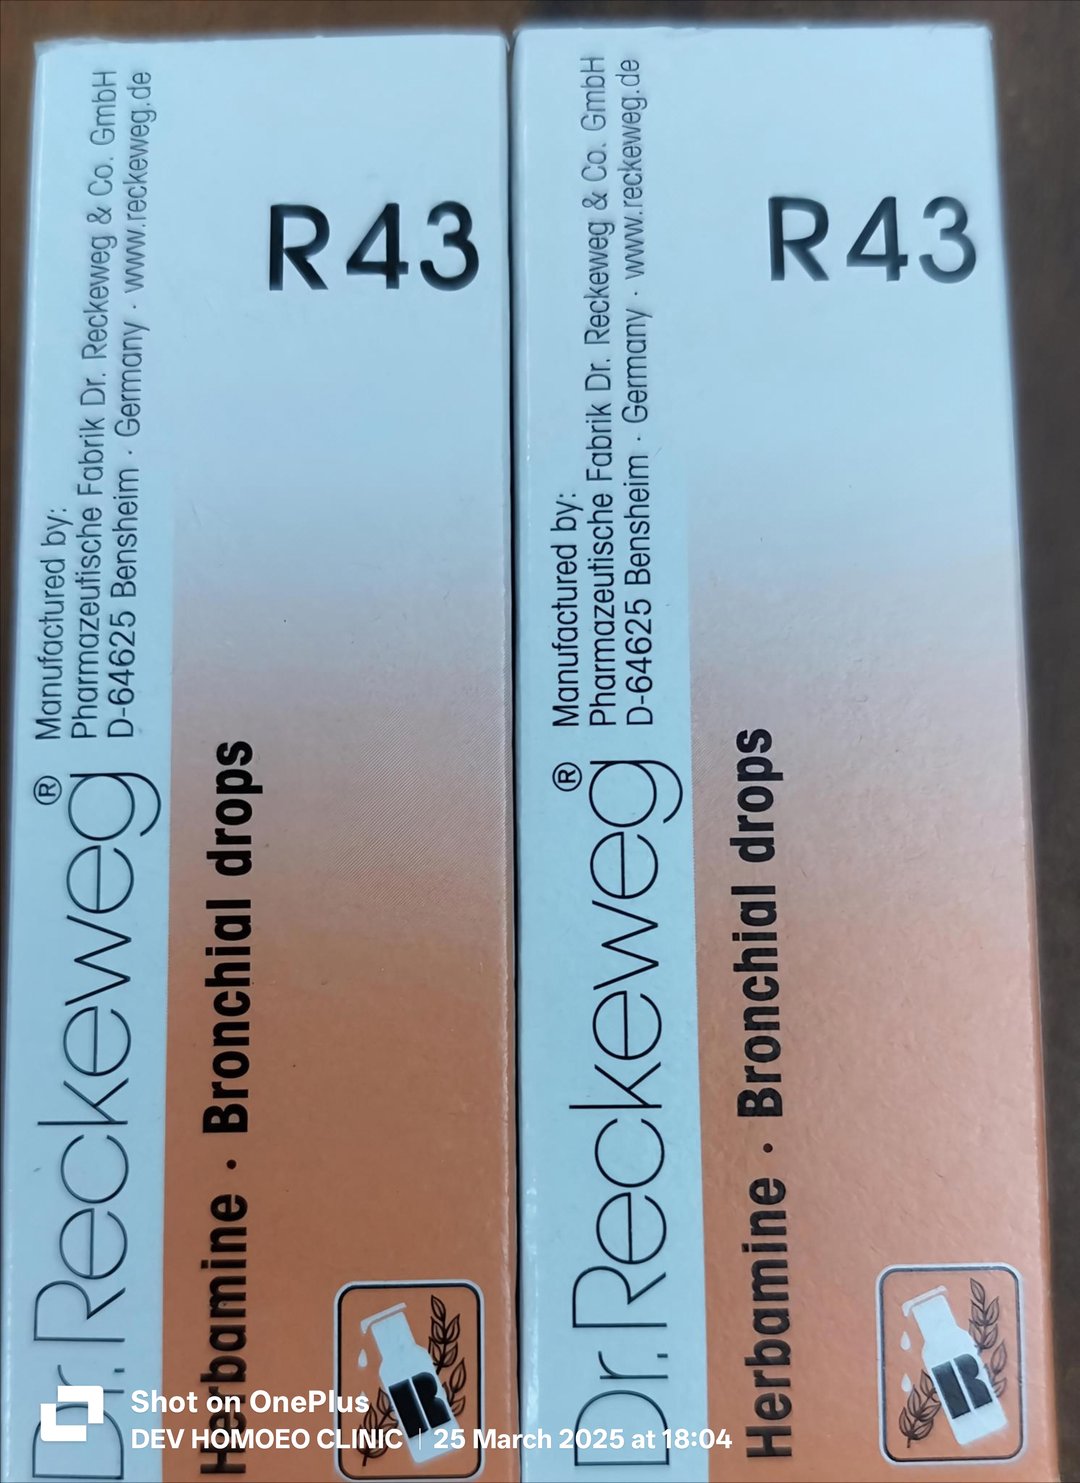 R43
Manufactured by:
Pharmazeutische Fabrik Dr. Reckeweg & Co. GmbH
D-64625 Bensheim · Germany · www.reckeweg.de
Dr. Reckeweg®
Herbamine · Bronchial drops
R
R43
Manufactured by:
Pharmazeutische Fabrik Dr. Reckeweg & Co. GmbH
D-64625 Bensheim · Germany · www.reckeweg.de
Dr. Reckeweg®
Herbamine · Bronchial drops
R
Shot on OnePlus
DEV HOMOEO CLINIC | 25 March 2025 at 18:04